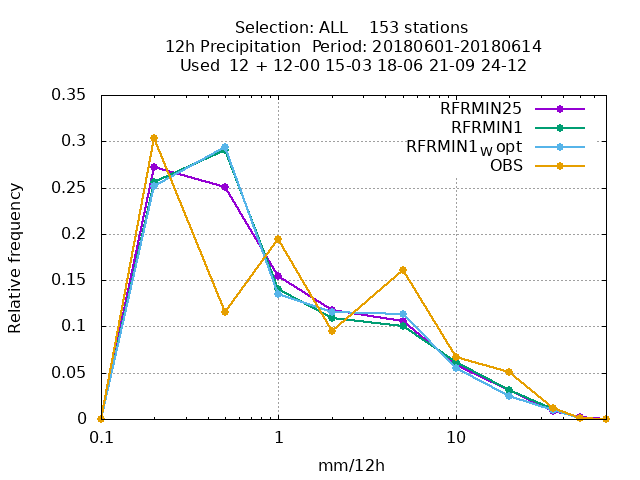 Selection: ALL    153 stations
12h Precipitation  Period: 20180601-20180614
Used  12 + 12-00 15-03 18-06 21-09 24-12
RFRMIN25
RFRMIN1
RFRMIN1w opt
OBS
Relative frequency
0.35
0.3
0.25
0.2
0.15
0.1
0.05
0
0.1 1 10
mm/12h